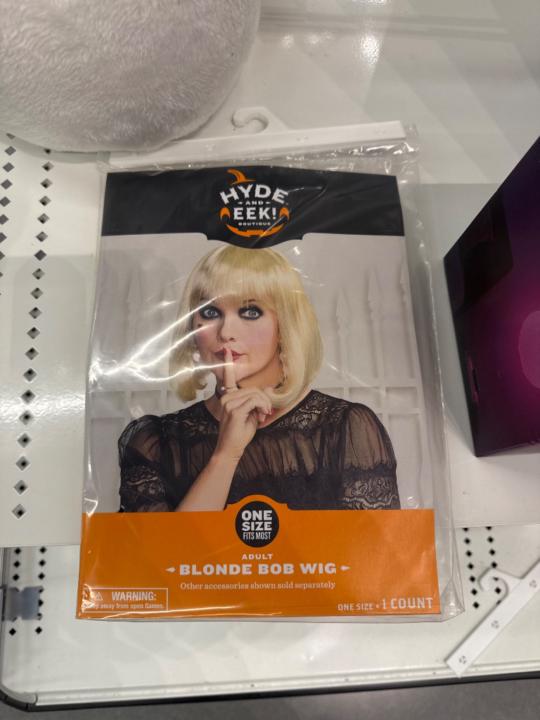 HYDE
AND
EEK!
BOUTIQUE
ONE
SIZE
FITS MOST
ADULT
BLONDE BOB WIG
Other accessories shown sold separately
WARNING:
away from open flames.
ONE SIZE • 1 COUNT